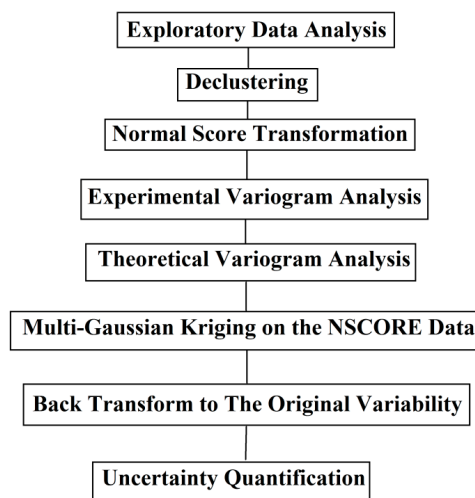 Exploratory Data Analysis
Declustering
Normal Score Transformation
Experimental Variogram Analysis
Theoretical Variogram Analysis
Multi-Gaussian Kriging on the NSCORE Data
Back Transform to The Original Variability
Uncertainty Quantification